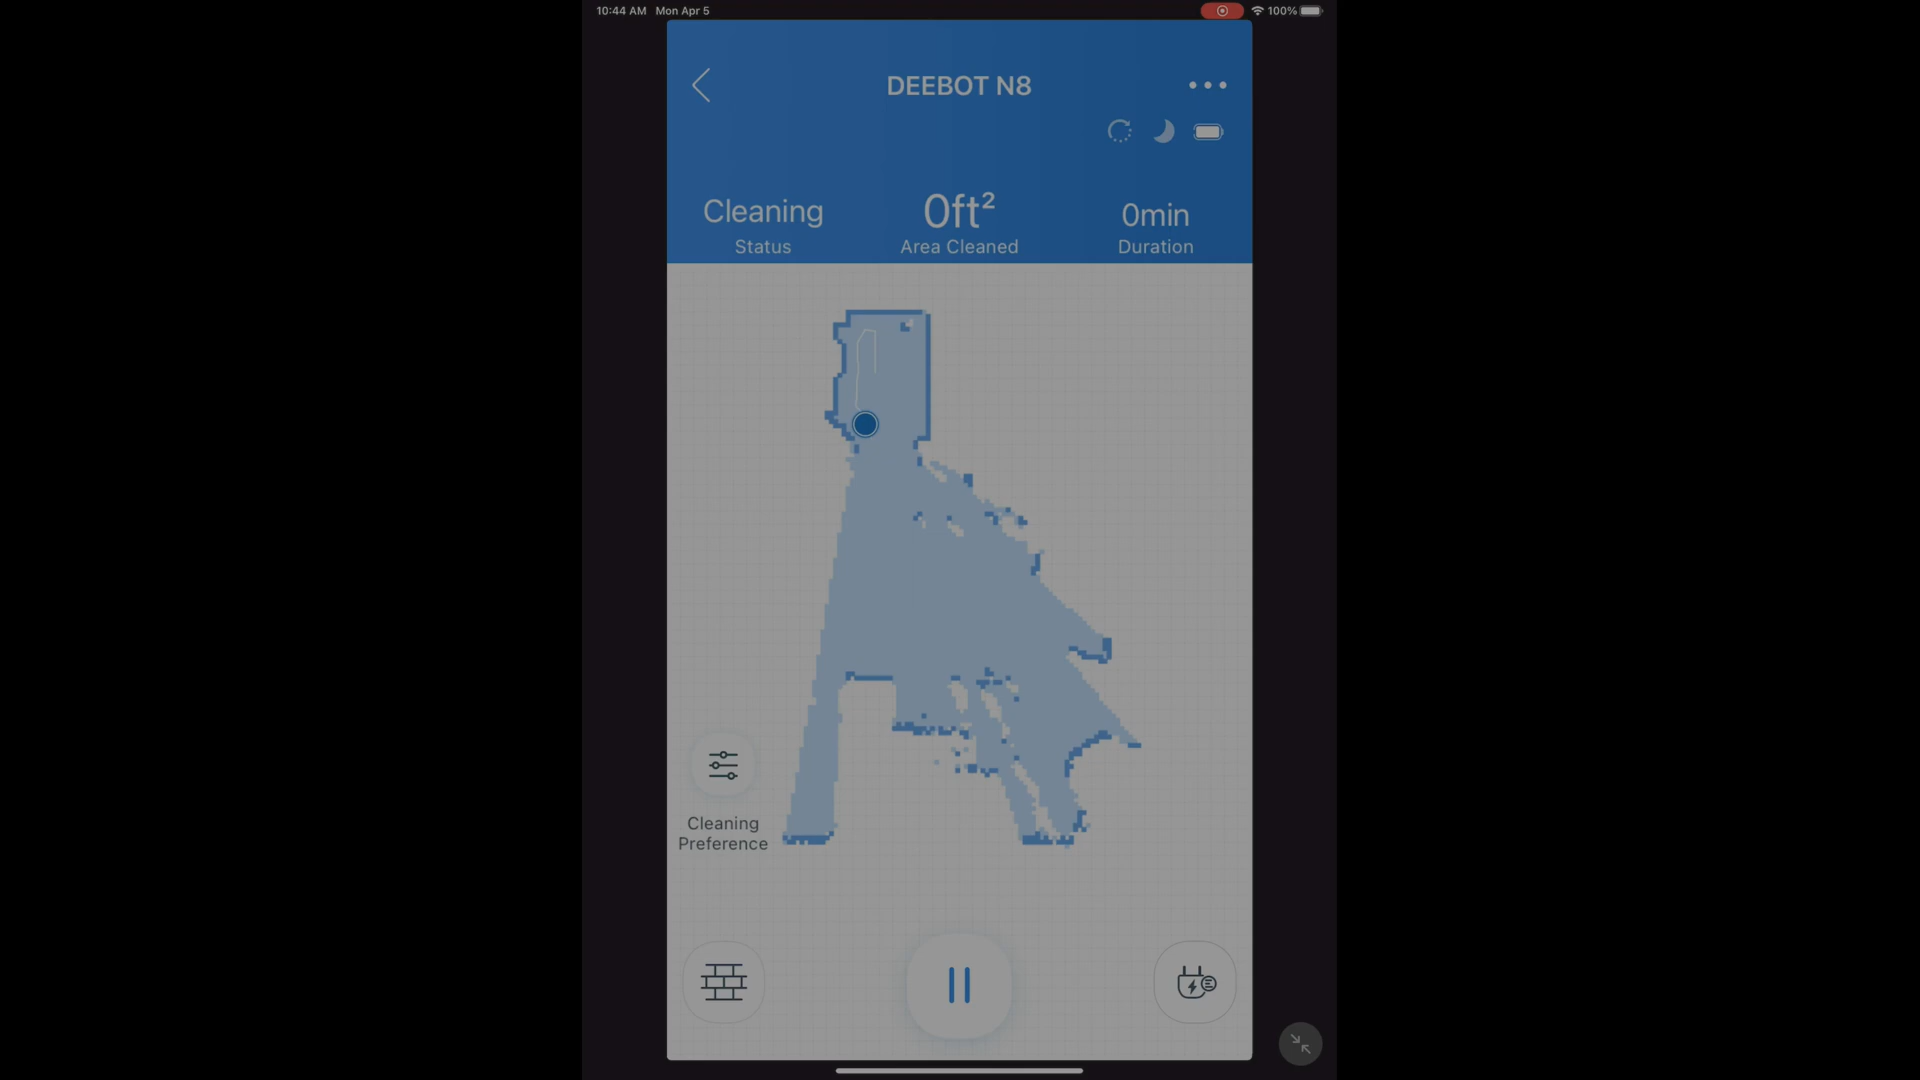 10:44 AM Mon Apr 5
100%
DEEBOT N8
Cleaning
Status
0ft²
Area Cleaned
0min
Duration
Cleaning
Preference